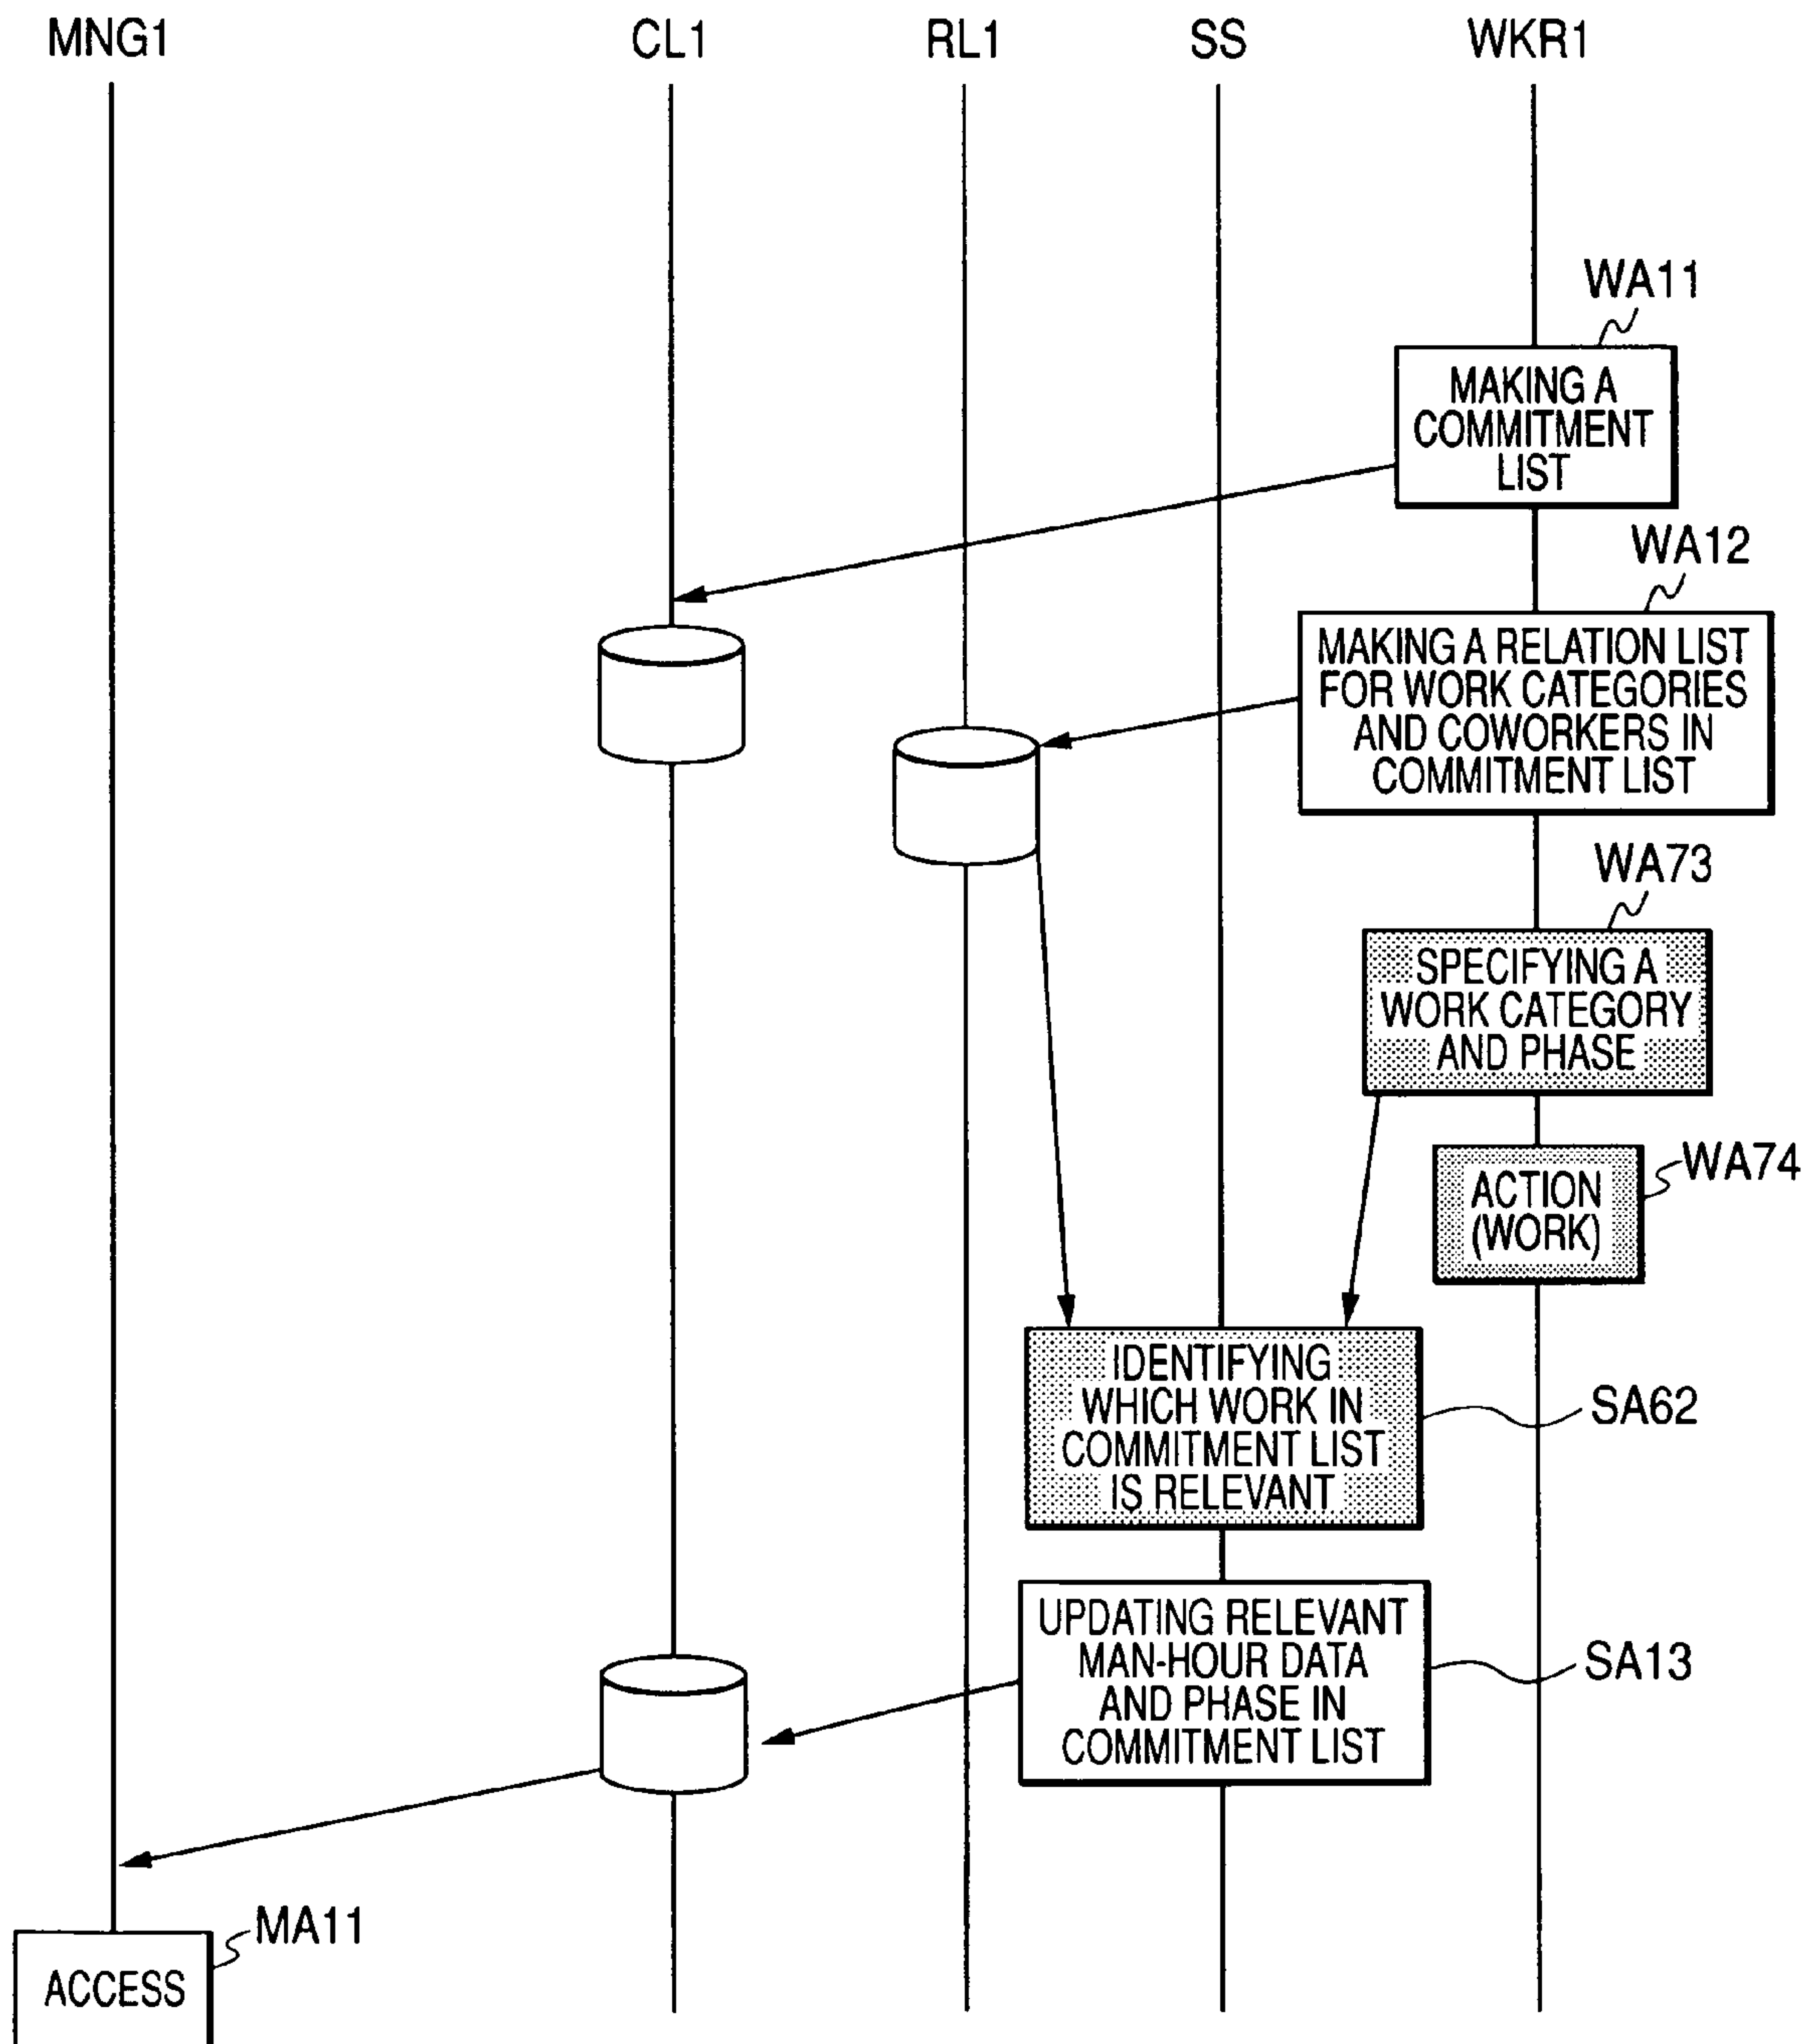 MNG1 CL1 RL1 SS WKR1
WA11
MAKING A
COMMITMENT
LIST
WA12
MAKING A RELATION LIST
FOR WORK CATEGORIES
AND COWORKERS IN
COMMITMENT LIST
WA73
SPECIFYING A
WORK CATEGORY
AND PHASE
WA74
ACTION
(WORK)
IDENTIFYING
WHICH WORK IN
COMMITMENT LIST
IS RELEVANT
SA62
UPDATING RELEVANT
MAN-HOUR DATA
AND PHASE IN
COMMITMENT LIST
SA13
MA11
ACCESS